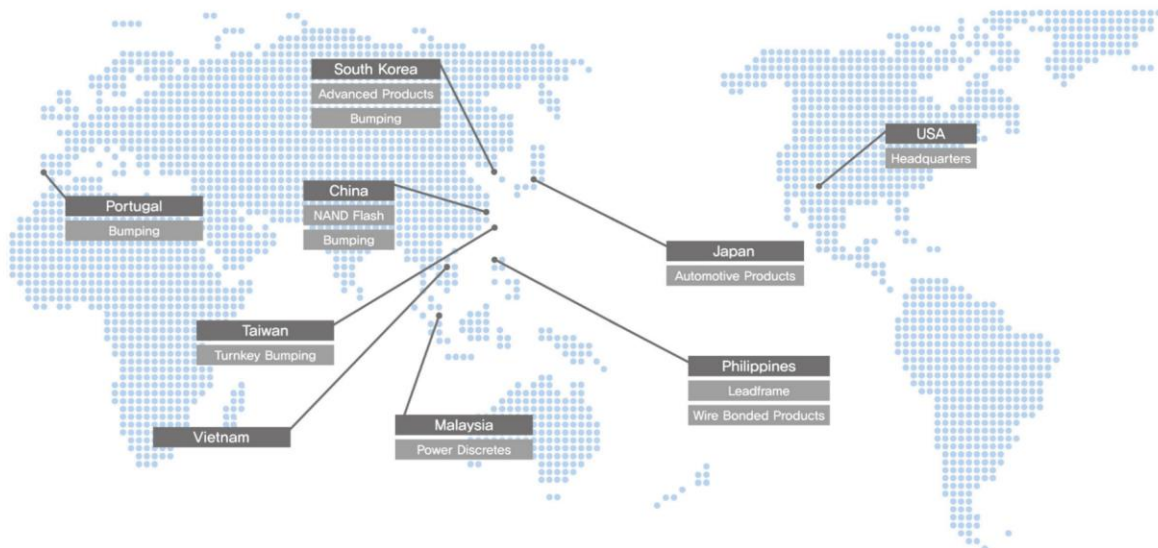 South Korea
Advanced Products
Bumping
USA
Headquarters
China
NAND Flash
Bumping
Portugal
Bumping
Japan
Automotive Products
Taiwan
Turnkey Bumping
Philippines
Leadframe
Wire Bonded Products
Vietnam
Malaysia
Power Discretes